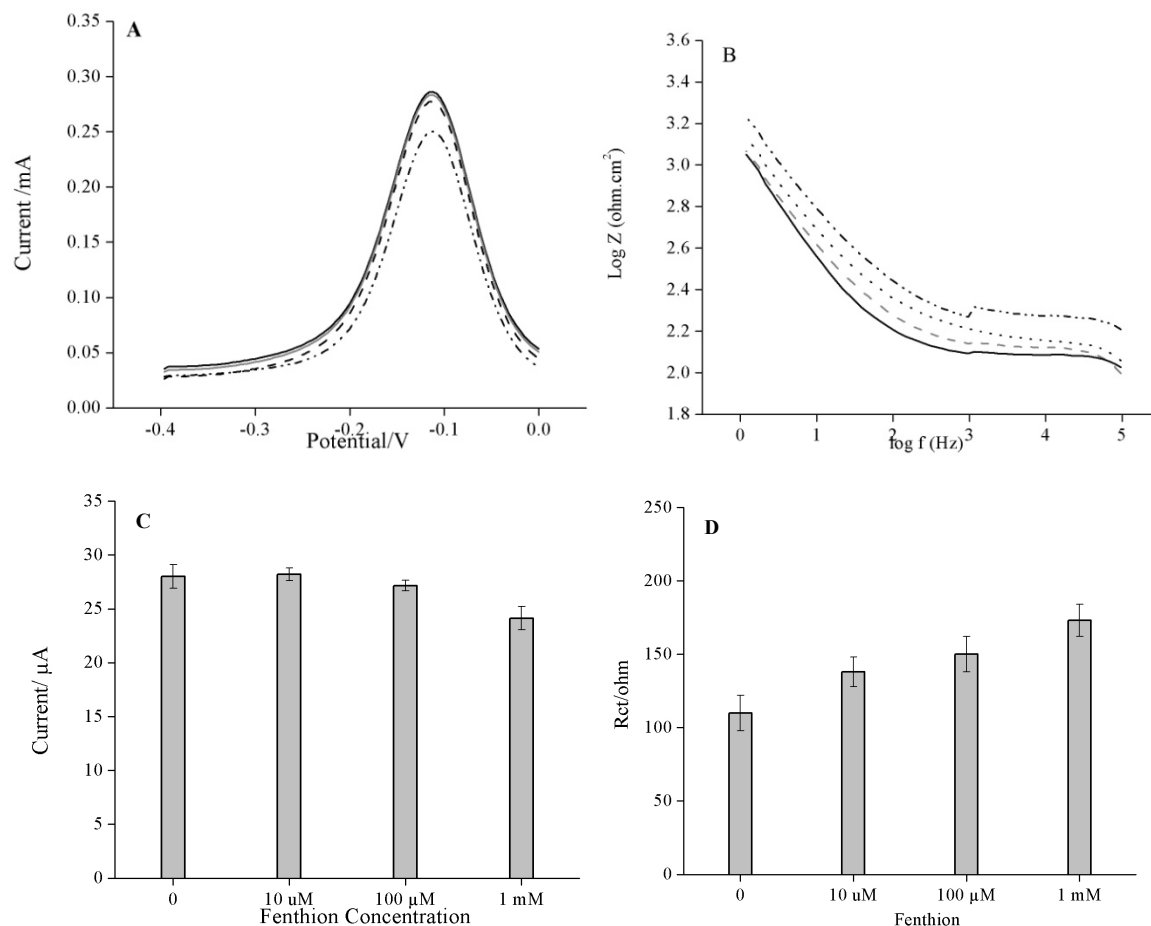 A
0.35
0.30
0.25
0.20
0.15
0.10
0.05
0.00
Current /mA
-0.4 -0.3 -0.2 -0.1 0.0
Potential/V
B
3.6
3.4
3.2
3.0
2.8
2.6
2.4
2.2
2.0
1.8
Log Z (ohm.cm²)
0 1 2 3 4 5
log f (Hz)
C
35
30
25
20
15
10
5
0
Current/ µA
0 10 uM 100 µM 1 mM
Fenthion Concentration
D
250
200
150
100
50
0
Rct/ohm
0 10 uM 100 µM 1 mM
Fenthion